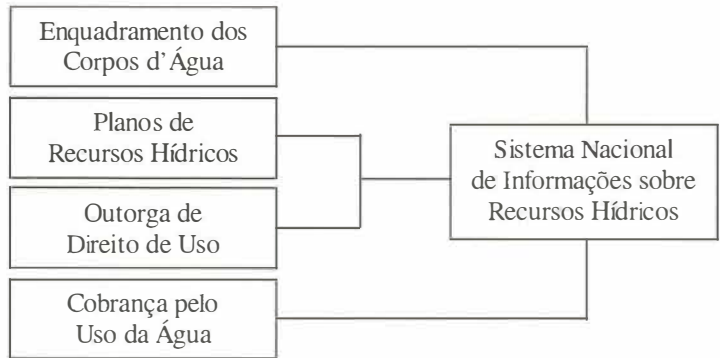 Enquadramento dos
Corpos d'Água
Planos de
Recursos Hídricos
Outorga de
Direito de Uso
Cobrança pelo
Uso da Água
Sistema Nacional
de Informações sobre
Recursos Hídricos